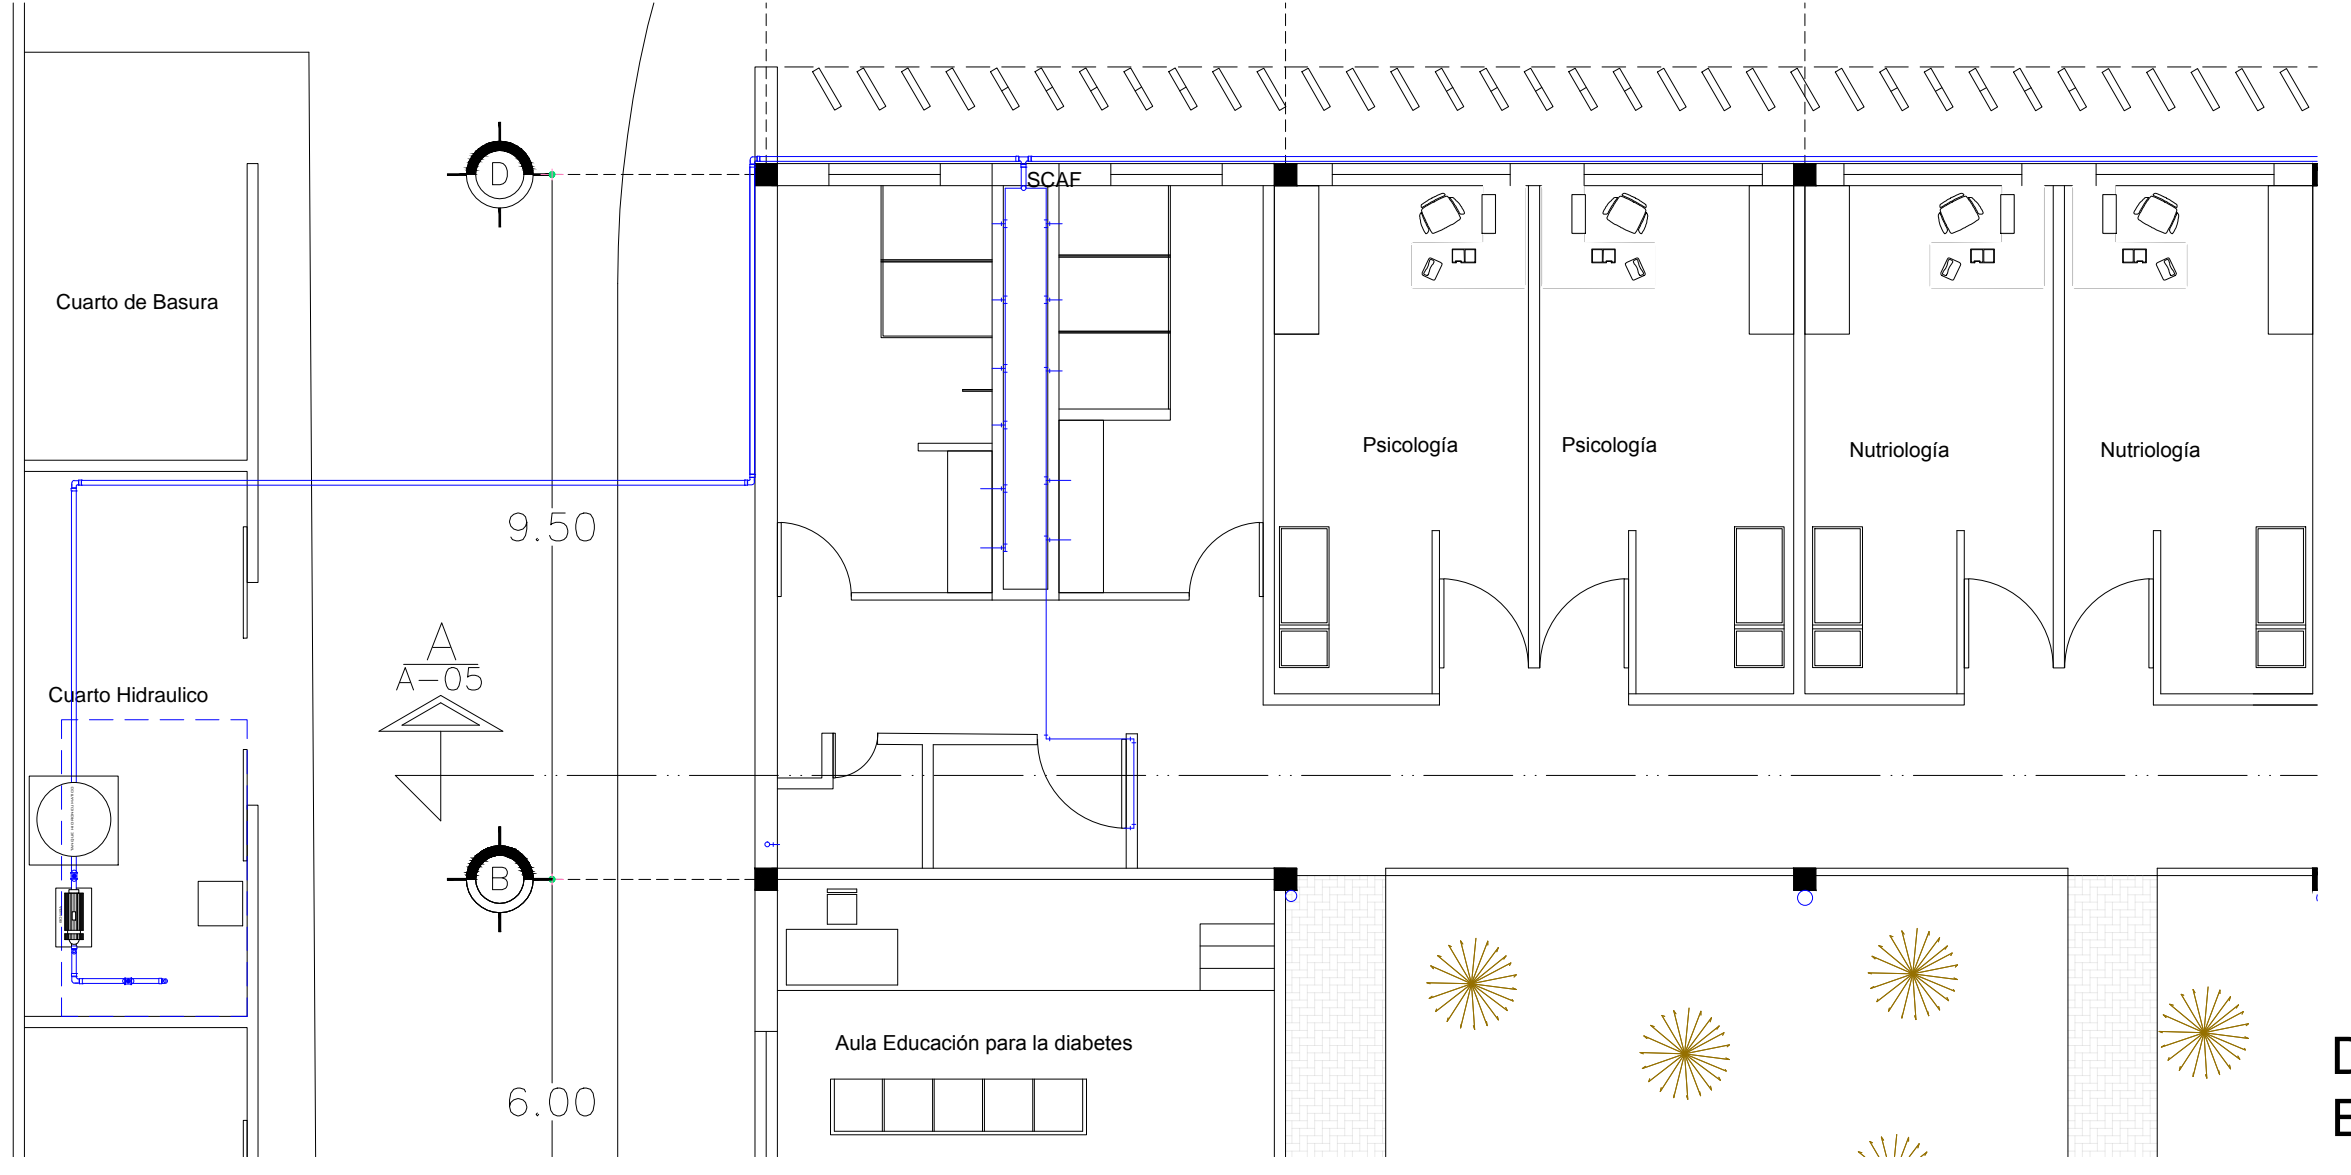 D
SCAF
Cuarto de Basura
Psicología
Psicología
Nutriología
Nutriología
9.50
A
A-05
Cuarto Hidraulico
B
Aula Educación para la diabetes
6.00